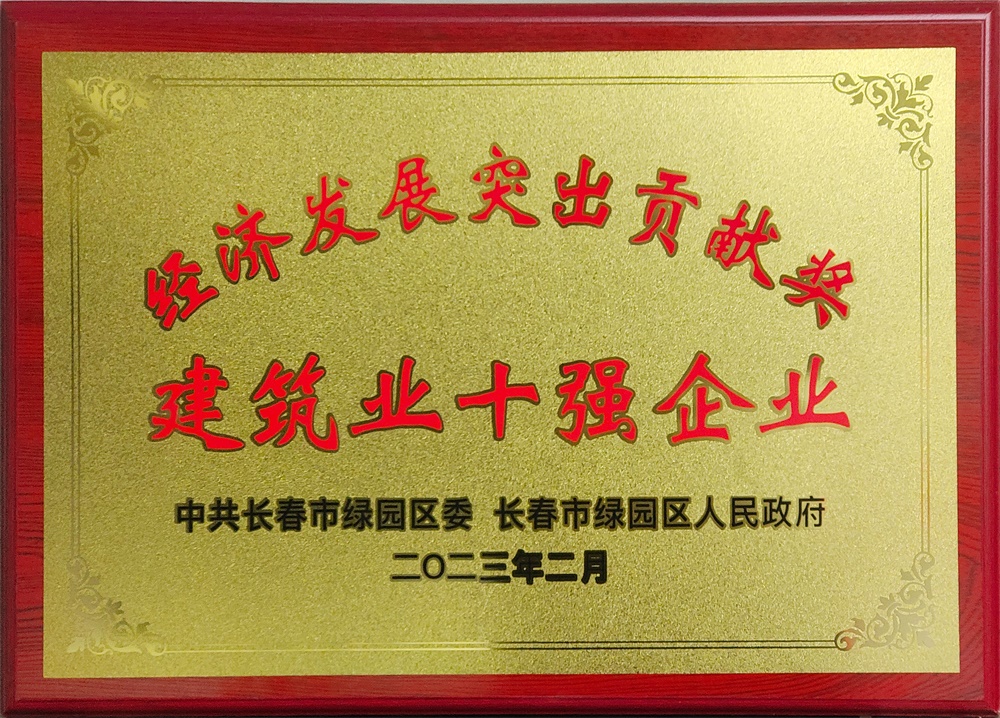 经济发展突出贡献奖
建筑业十强企业
中共长春市绿园区委 长春市绿园区人民政府
二〇二三年二月